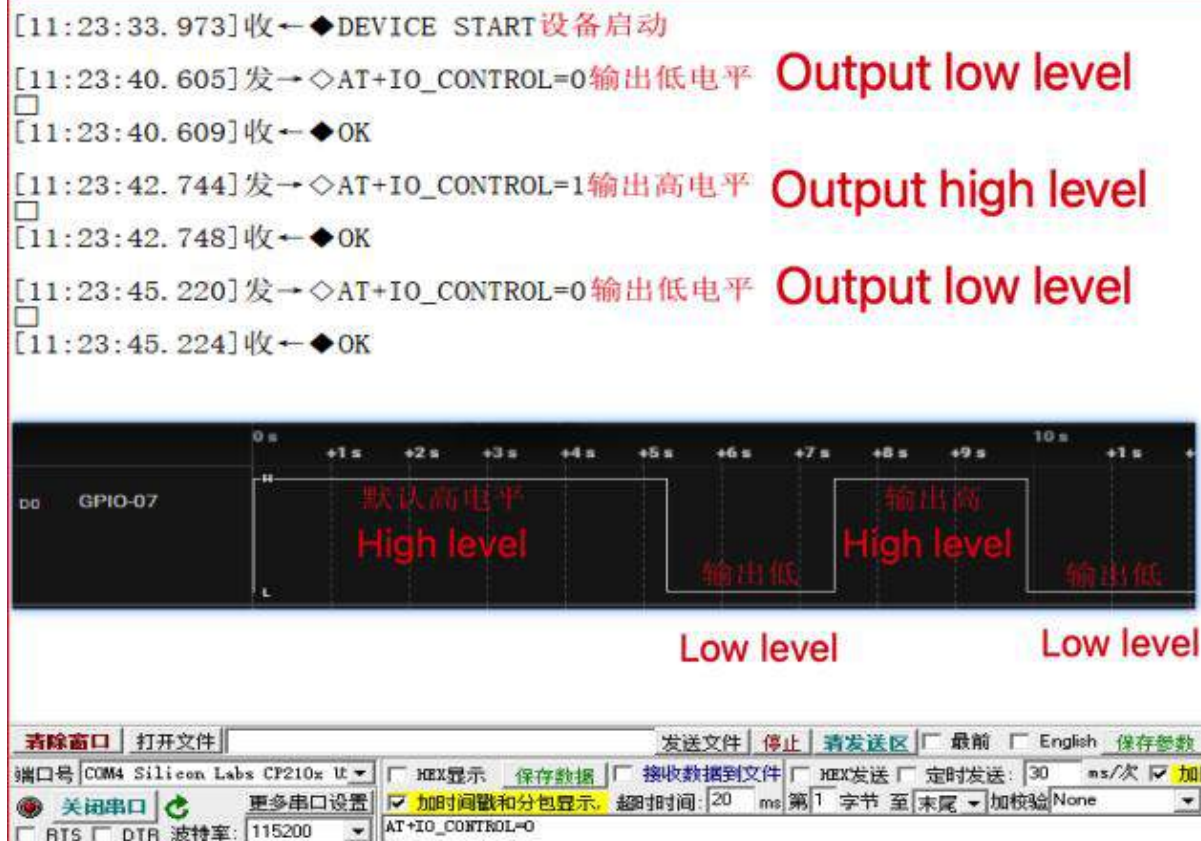 [11:23:33.973]收←◆DEVICE START设备启动
[11:23:40.605]发→◇AT+IO_CONTROL=0输出低电平 Output low level
□
[11:23:40.609]收←◆OK
[11:23:42.744]发→◇AT+IO_CONTROL=1输出高电平 Output high level
□
[11:23:42.748]收←◆OK
[11:23:45.220]发→◇AT+IO_CONTROL=0输出低电平 Output low level
□
[11:23:45.224]收←◆OK
0 s 10 s
+1 s +2 s +3 s +4 s +5 s +6 s +7 s +8 s +9 s +1 s +
H
D0 GPIO-07 默认高电平 输出高
High level High level
输出低 输出低
L
Low level Low level
清除窗口 打开文件 发送文件 停止 清发送区 最前 English 保存参数
端口号 COM4 Silicon Labs CP210x U HEX显示 保存数据 接收数据到文件 HEX发送 定时发送: 30 ms/次 加
关闭串口 更多串口设置 加时间戳和分包显示, 超时时间: 20 ms 第1 字节 至 末尾 加校验 None
RTS DTR 波特率: 115200 AT+IO_CONTROL=0